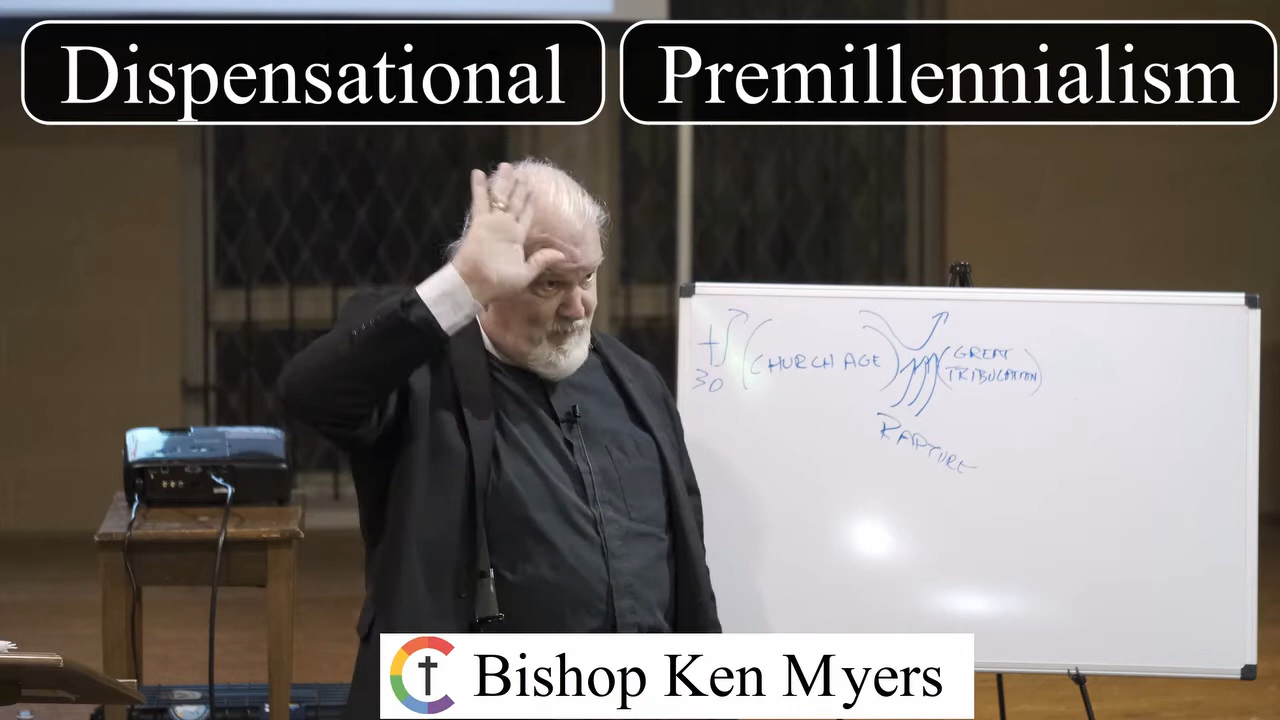 Dispensational Premillennialism
30
(CHURCH AGE)
(GREAT
TRIBULATION)
RAPTURE
Bishop Ken Myers